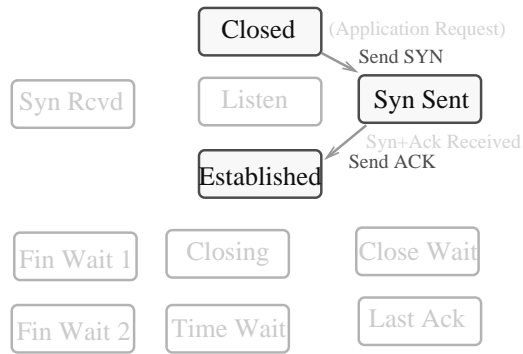 Closed
(Application Request)
Send SYN
Syn Rcvd
Listen
Syn Sent
Syn+Ack Received
Send ACK
Established
Fin Wait 1
Closing
Close Wait
Fin Wait 2
Time Wait
Last Ack